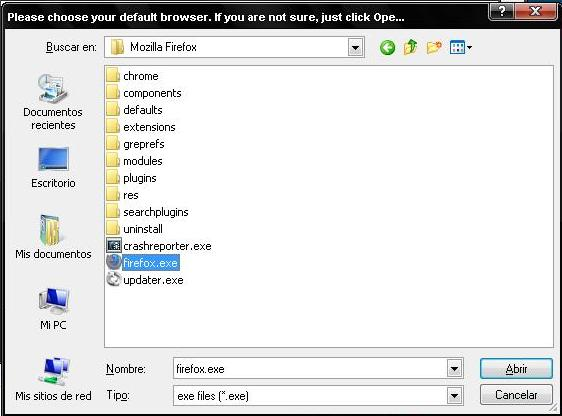 Please choose your default browser. If you are not sure, just click Ope...
Buscar en:
Mozilla Firefox
Documentos recientes
Escritorio
Mis documentos
Mi PC
Mis sitios de red
chrome
components
defaults
extensions
greprefs
modules
plugins
res
searchplugins
uninstall
crashreporter.exe
firefox.exe
updater.exe
Nombre:
firefox.exe
Abrir
Tipo:
exe files (*.exe)
Cancelar